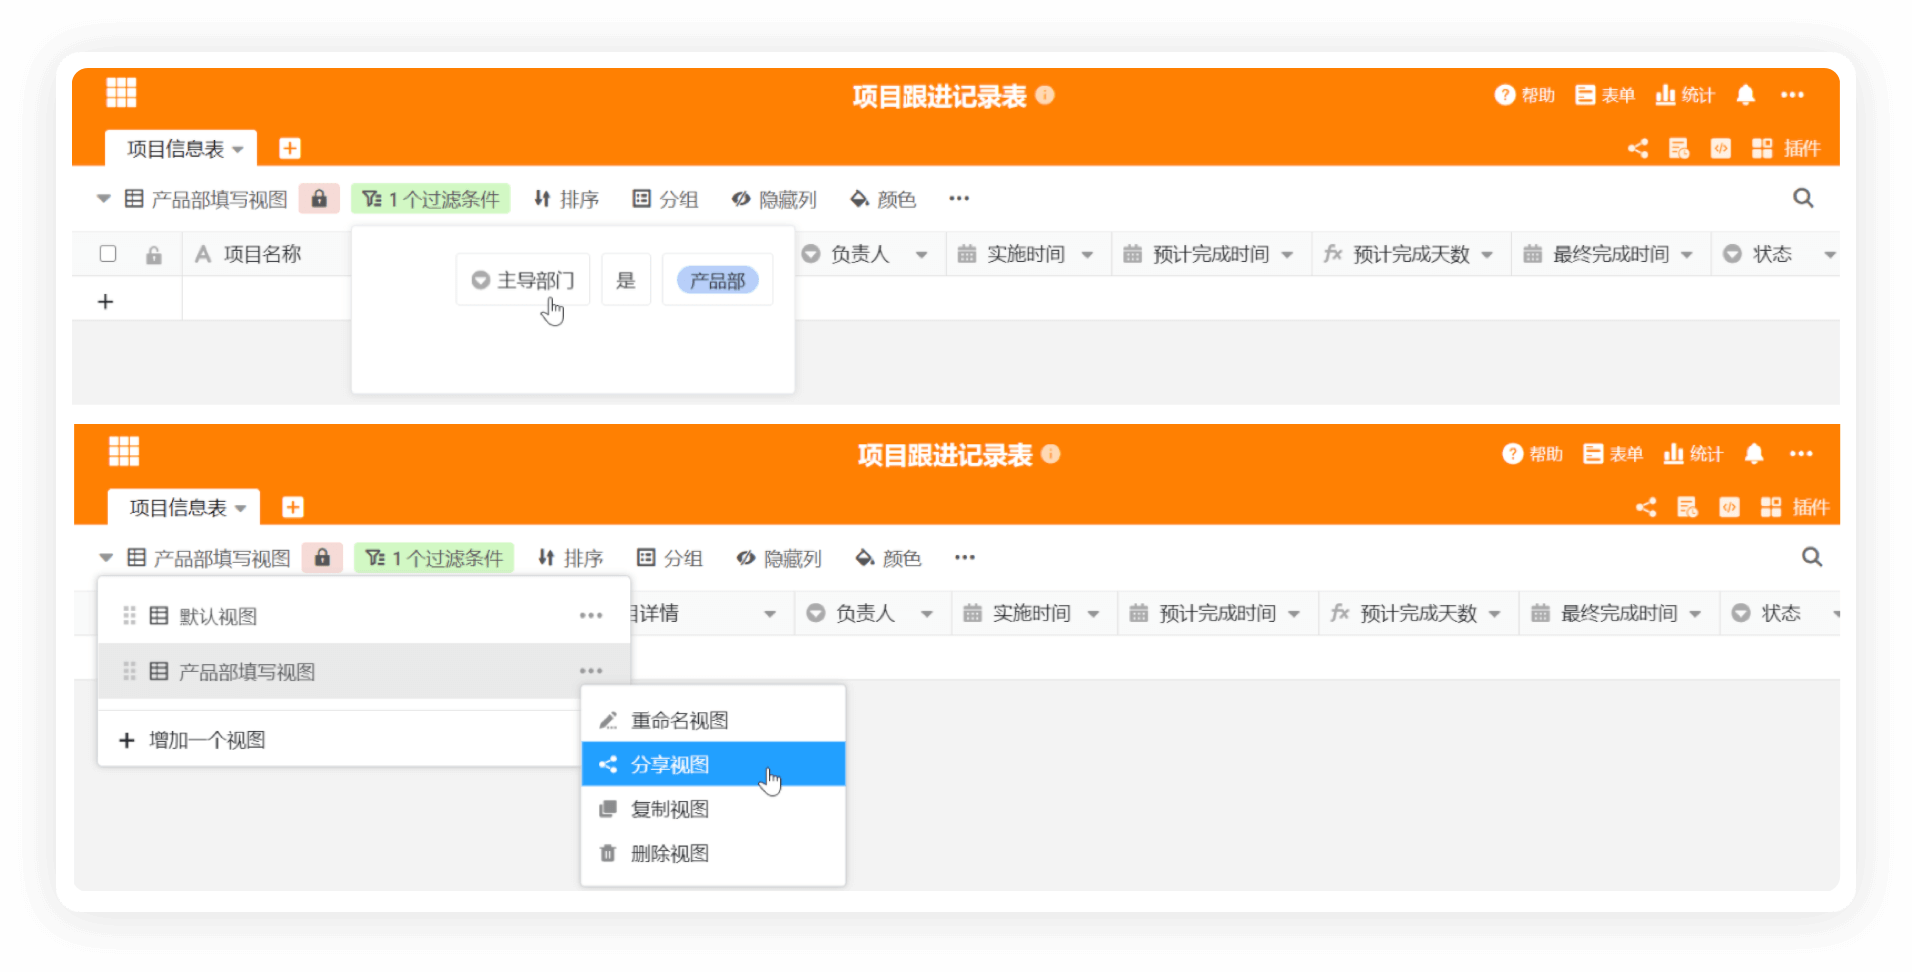 项目跟进记录表
帮助 表单 统计
项目信息表
插件
产品部填写视图 1 个过滤条件 排序 分组 隐藏列 颜色
项目名称 负责人 实施时间 预计完成时间 fx 预计完成天数 最终完成时间 状态
主导部门 是 产品部
项目跟进记录表
帮助 表单 统计
项目信息表
插件
产品部填写视图 1 个过滤条件 排序 分组 隐藏列 颜色
详情 负责人 实施时间 预计完成时间 fx 预计完成天数 最终完成时间 状态
默认视图
产品部填写视图
增加一个视图
重命名视图
分享视图
复制视图
删除视图